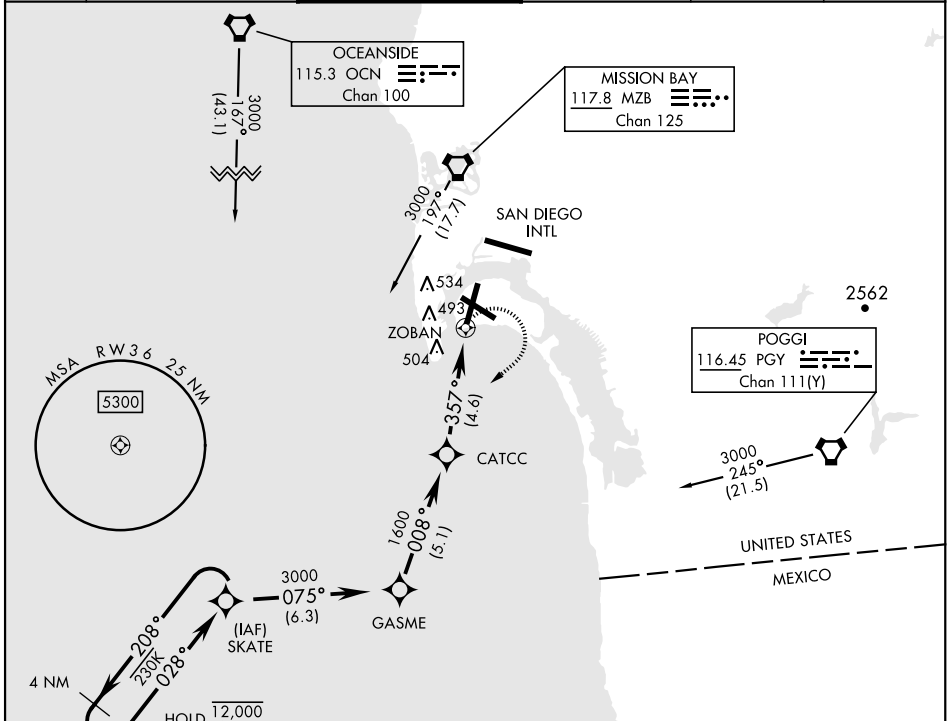 OCEANSIDE
115.3 OCN
Chan 100
3000
167°
(43.1)
MISSION BAY
117.8 MZB
Chan 125
3000
197°
(17.7)
SAN DIEGO
INTL
534
493
ZOBAN
504
2562
POGGI
116.45 PGY
Chan 111(Y)
MSA RW36 25 NM
5300
357°
(4.6)
CATCC
3000
245°
(21.5)
1600
008°
(5.1)
UNITED STATES
MEXICO
3000
075°
(6.3)
(IAF)
SKATE
GASME
208°
230K
028°
4 NM
HOLD 12,000